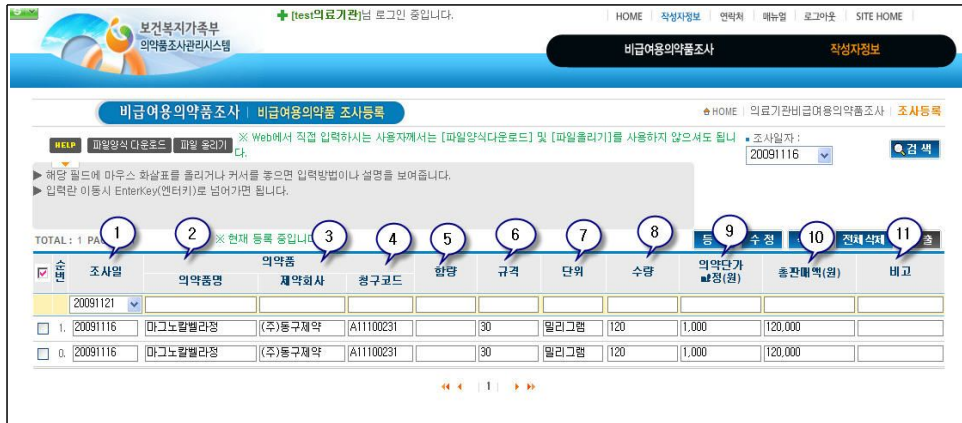 보건복지가족부
의약품조사관리시스템
[test의료기관]님 로그인 중입니다.
HOME 작성자정보 연락처 매뉴얼 로그아웃 SITE HOME
비급여용의약품조사 작성자정보
비급여용의약품조사 | 비급여용의약품 조사등록
HOME | 의료기관비급여용의약품조사 | 조사등록
HELP 파일양식 다운로드 파일 올리기
※ Web에서 직접 입력하시는 사용자께서는 [파일양식다운로드] 및 [파일올리기]를 사용하지 않으셔도 됩니다.
조사일자 :
20091116 검색
▶ 해당 필드에 마우스 화살표를 올리거나 커서를 놓으면 입력방법이나 설명을 보여줍니다.
▶ 입력란 이동시 EnterKey(엔터키)로 넘어가면 됩니다.
1 2 3 4 5 6 7 8 9 10 11
TOTAL : 1 PA ※ 현재 등록 중입니다 등 수정 전체삭제 출
순번 조사일 의약품 함량 규격 단위 수량 의약단가 총판매액(원) 비고
의약품명 제약회사 청구코드 정(원)
20091121
1. 20091116 마그노칼벨라정 (주)동구제약 A11100231 30 밀리그램 120 1,000 120,000
0. 20091116 마그노칼벨라정 (주)동구제약 A11100231 30 밀리그램 120 1,000 120,000
| 1 |